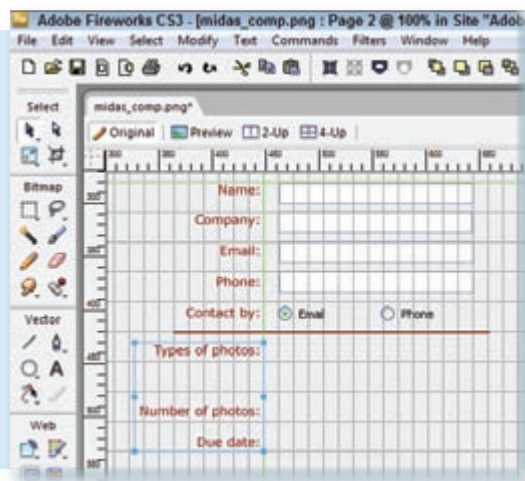 Adobe Fireworks CS3 - [midas_comp.png : Page 2 @ 100% in Site "Adob
File Edit View Select Modify Text Commands Filters Window Help
Select
midas_comp.png*
Original Preview 2-Up 4-Up
Bitmap
Name:
Company:
Email:
Phone:
Contact by: Email Phone
Vector
Types of photos:
Number of photos:
Web
Due date: